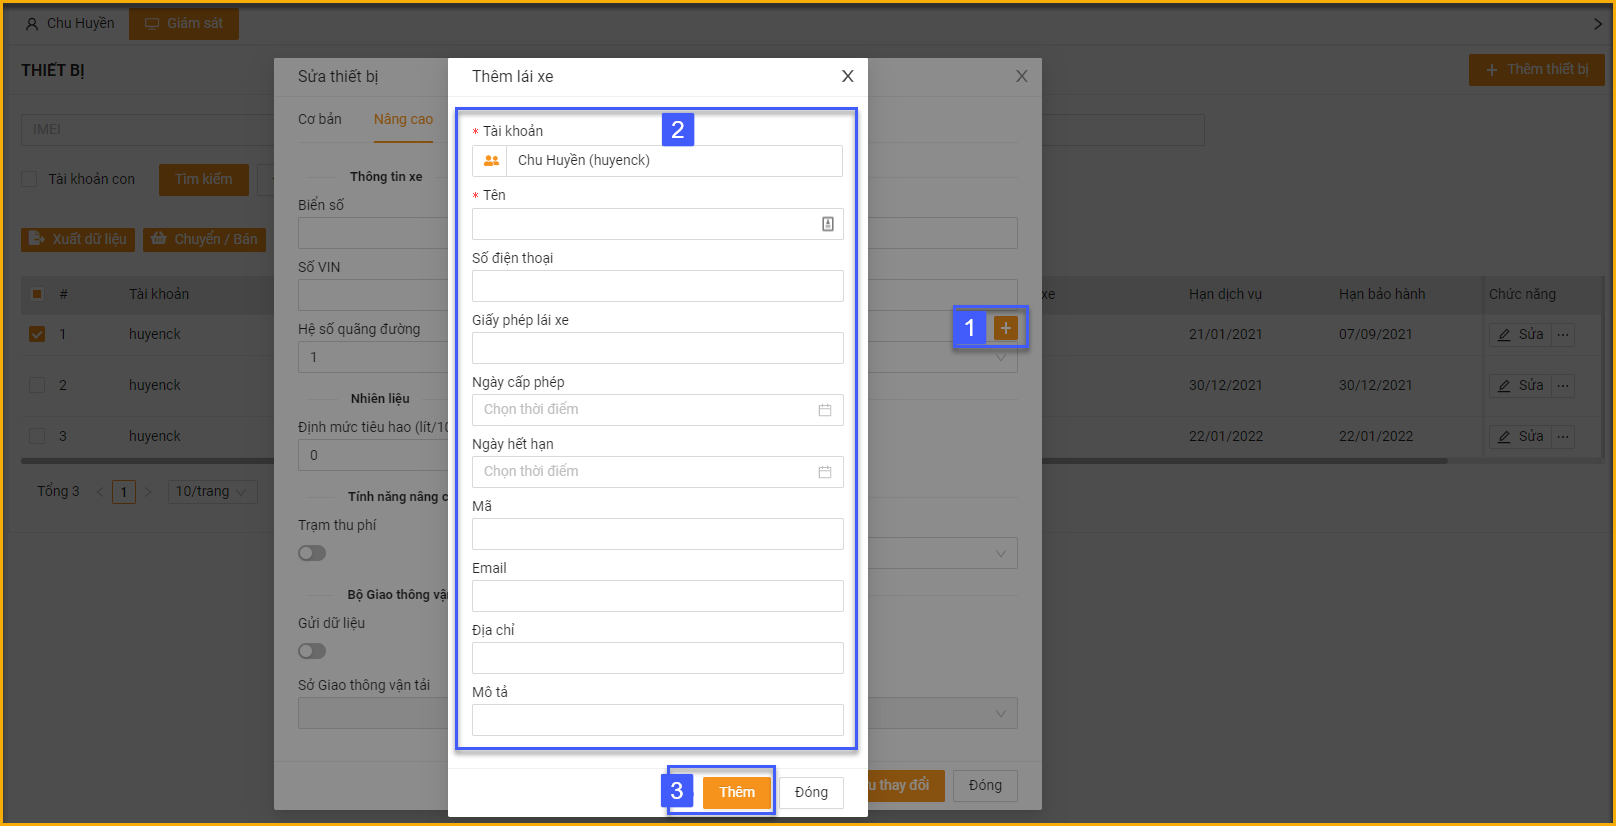 Chu Huyền
Giám sát
THIẾT BỊ
Thêm thiết bị
IMEI
Tài khoản con
Tìm kiếm
Xuất dữ liệu
Chuyển / Bán
#
Tài khoản
xe
Hạn dịch vụ
Hạn bảo hành
Chức năng
1
huyenck
21/01/2021
07/09/2021
Sửa
...
2
huyenck
30/12/2021
30/12/2021
Sửa
...
3
huyenck
22/01/2022
22/01/2022
Sửa
...
Tổng 3
<
1
>
10/trang
Sửa thiết bị
Cơ bản
Nâng cao
Thông tin xe
Biển số
Số VIN
Hệ số quãng đường
1
1
+
Nhiên liệu
Định mức tiêu hao (lít/10
0
Tính năng nâng c
Trạm thu phí
Bộ Giao thông vận
Gửi dữ liệu
Sở Giao thông vận tải
u thay đổi
Đóng
Thêm lái xe
2
* Tài khoản
Chu Huyền (huyenck)
* Tên
Số điện thoại
Giấy phép lái xe
Ngày cấp phép
Chọn thời điểm
Ngày hết hạn
Chọn thời điểm
Mã
Email
Địa chỉ
Mô tả
3
Thêm
Đóng